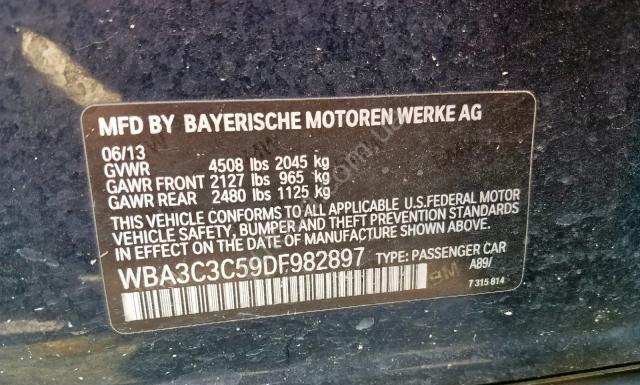 MFD BY BAYERISCHE MOTOREN WERKE AG
06/13
GVWR 4508 lbs 2045 kg
GAWR FRONT 2127 lbs 965 kg
GAWR REAR 2480 lbs 1125 kg
THIS VEHICLE CONFORMS TO ALL APPLICABLE U.S.FEDERAL MOTOR
VEHICLE SAFETY, BUMPER AND THEFT PREVENTION STANDARDS
IN EFFECT ON THE DATE OF MANUFACTURE SHOWN ABOVE.
WBA3C3C59DF982897 TYPE: PASSENGER CAR
A89/
7 315 814